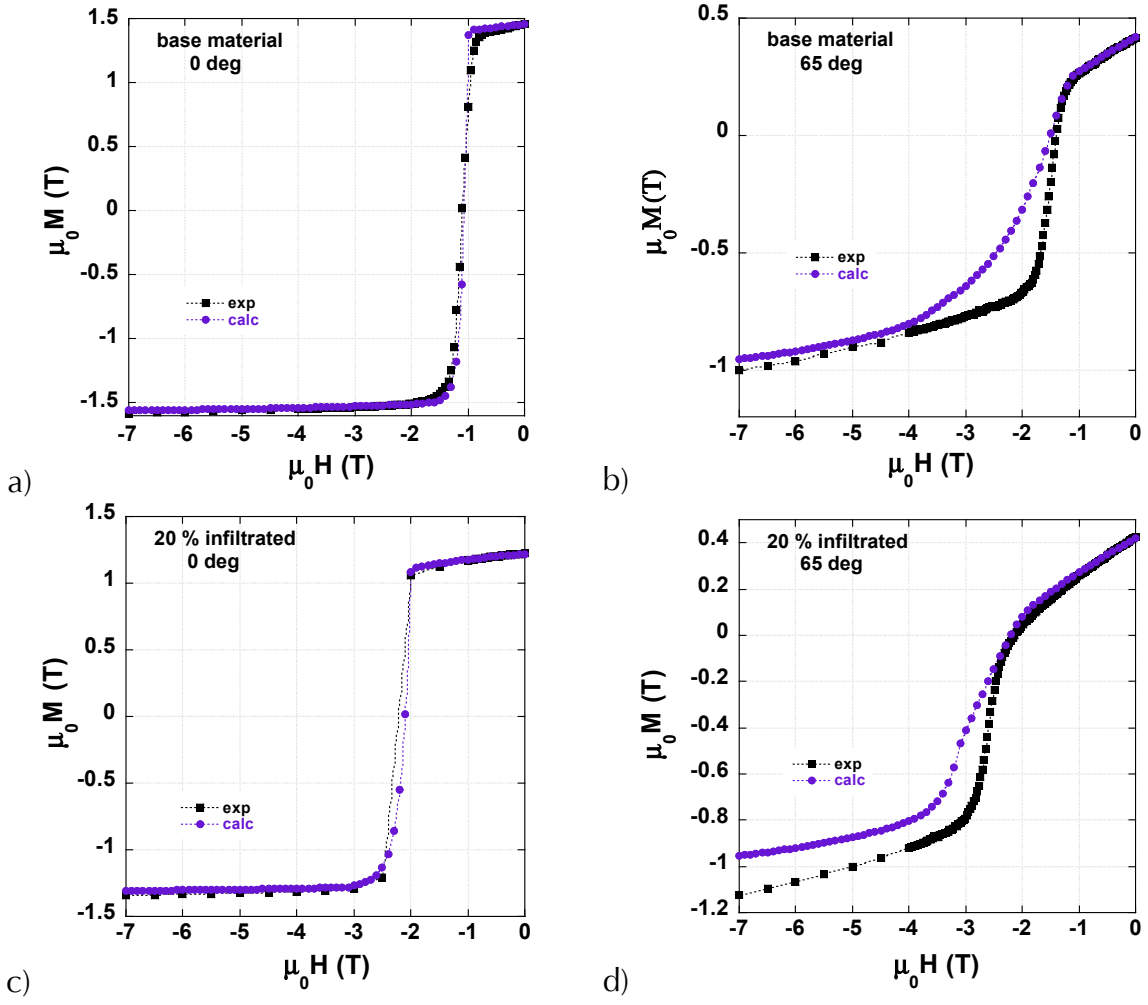 1.5
1
0.5
0
-0.5
-1
-1.5
base material
0 deg
exp
calc
μ₀M (T)
-7 -6 -5 -4 -3 -2 -1 0
μ₀H (T)
a)
0.5
0
-0.5
-1
base material
65 deg
exp
calc
μ₀M(T)
-7 -6 -5 -4 -3 -2 -1 0
μ₀H (T)
b)
1.5
1
0.5
0
-0.5
-1
-1.5
20 % infiltrated
0 deg
exp
calc
μ₀M (T)
-7 -6 -5 -4 -3 -2 -1 0
μ₀H (T)
c)
0.4
0.2
0
-0.2
-0.4
-0.6
-0.8
-1
-1.2
20 % infiltrated
65 deg
exp
calc
μ₀M (T)
-7 -6 -5 -4 -3 -2 -1 0
μ₀H (T)
d)